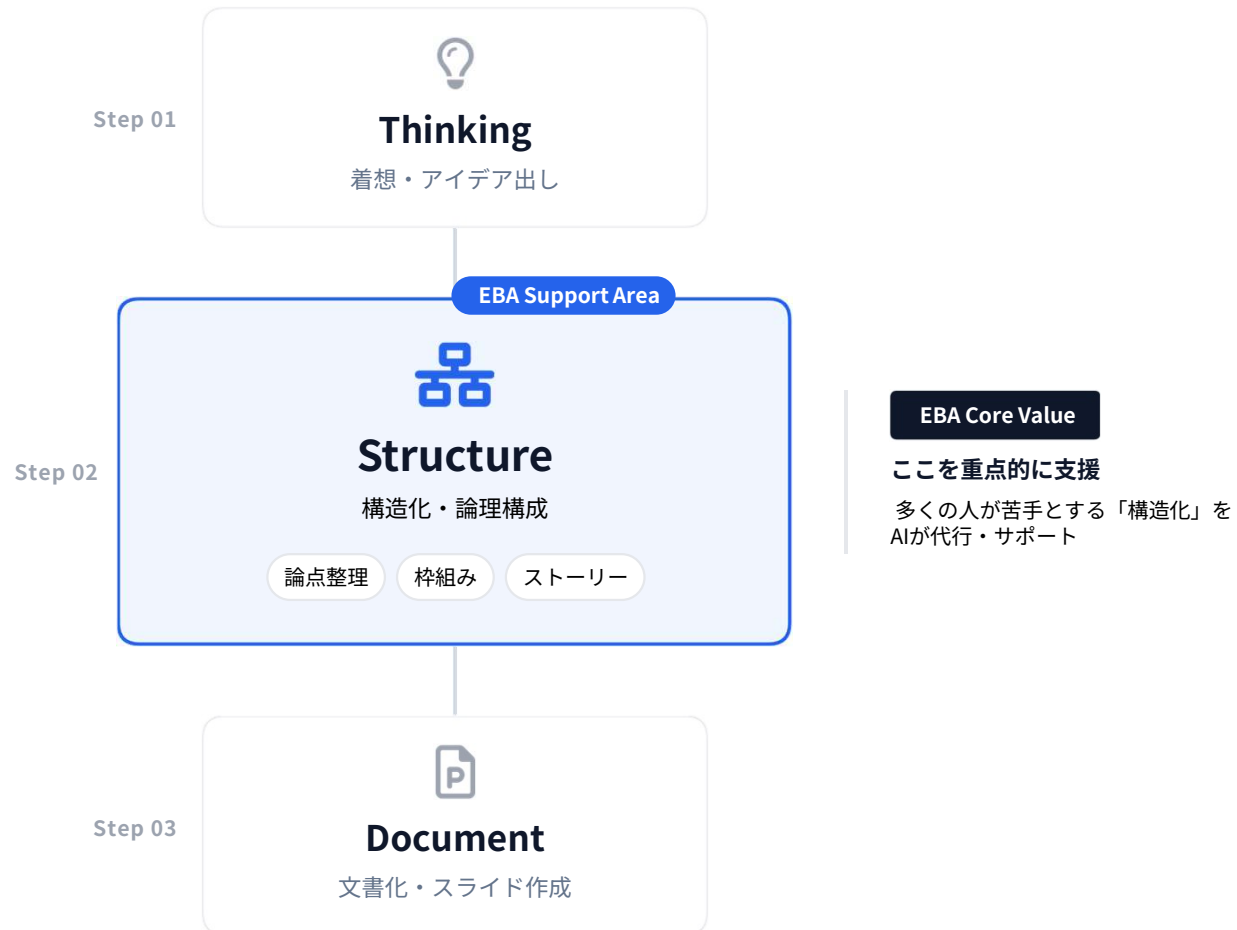 Step 01
Thinking
着想・アイデア出し
EBA Support Area
Step 02
Structure
構造化・論理構成
論点整理
枠組み
ストーリー
EBA Core Value
ここを重点的に支援
多くの人が苦手とする「構造化」を
AIが代行・サポート
Step 03
P
Document
文書化・スライド作成